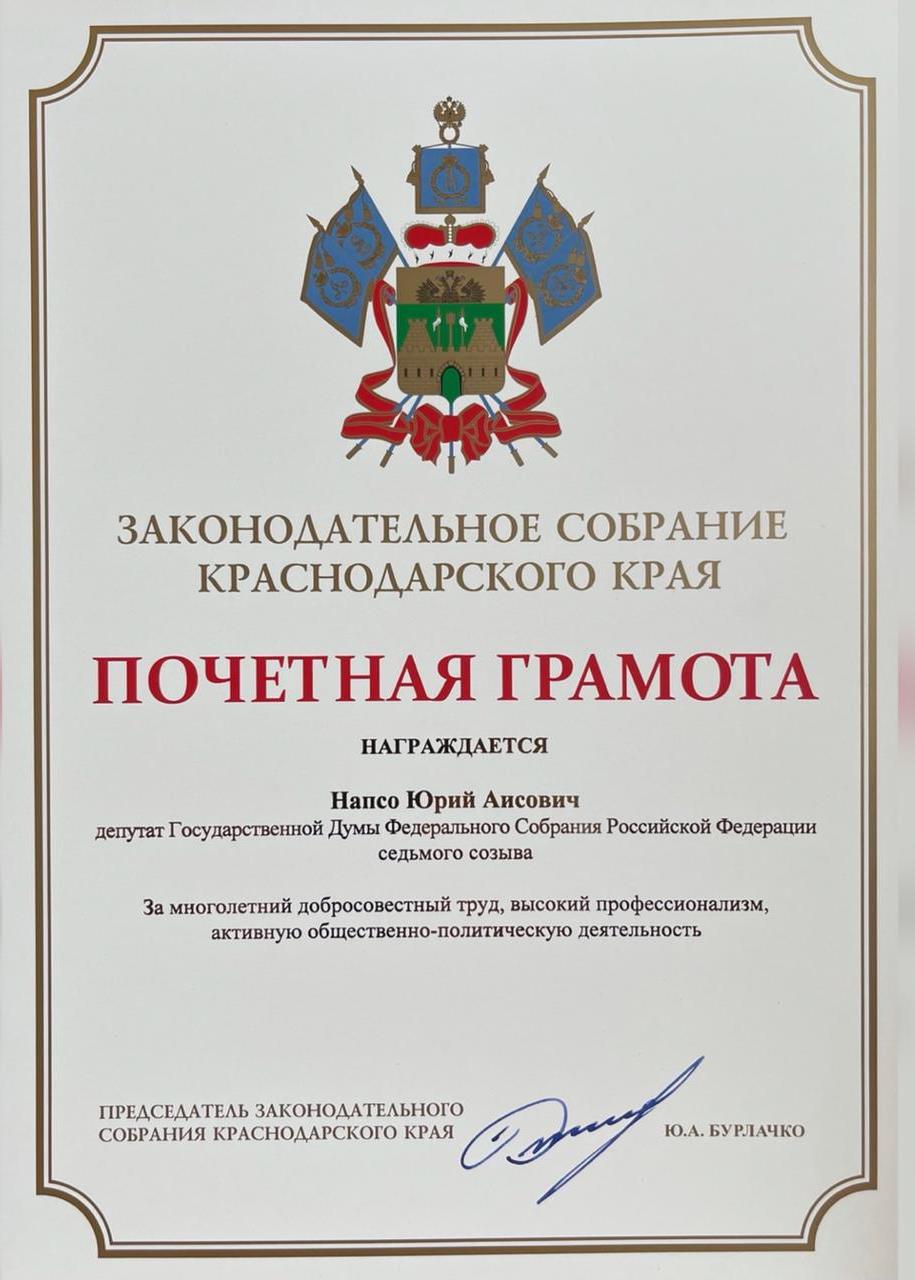 ЗАКОНОДАТЕЛЬНОЕ СОБРАНИЕ
КРАСНОДАРСКОГО КРАЯ
ПОЧЕТНАЯ ГРАМОТА
НАГРАЖДАЕТСЯ
Напсо Юрий Аисович
депутат Государственной Думы Федерального Собрания Российской Федерации
седьмого созыва
За многолетний добросовестный труд, высокий профессионализм,
активную общественно-политическую деятельность
ПРЕДСЕДАТЕЛЬ ЗАКОНОДАТЕЛЬНОГО
СОБРАНИЯ КРАСНОДАРСКОГО КРАЯ
Ю.А. БУРЛАЧКО